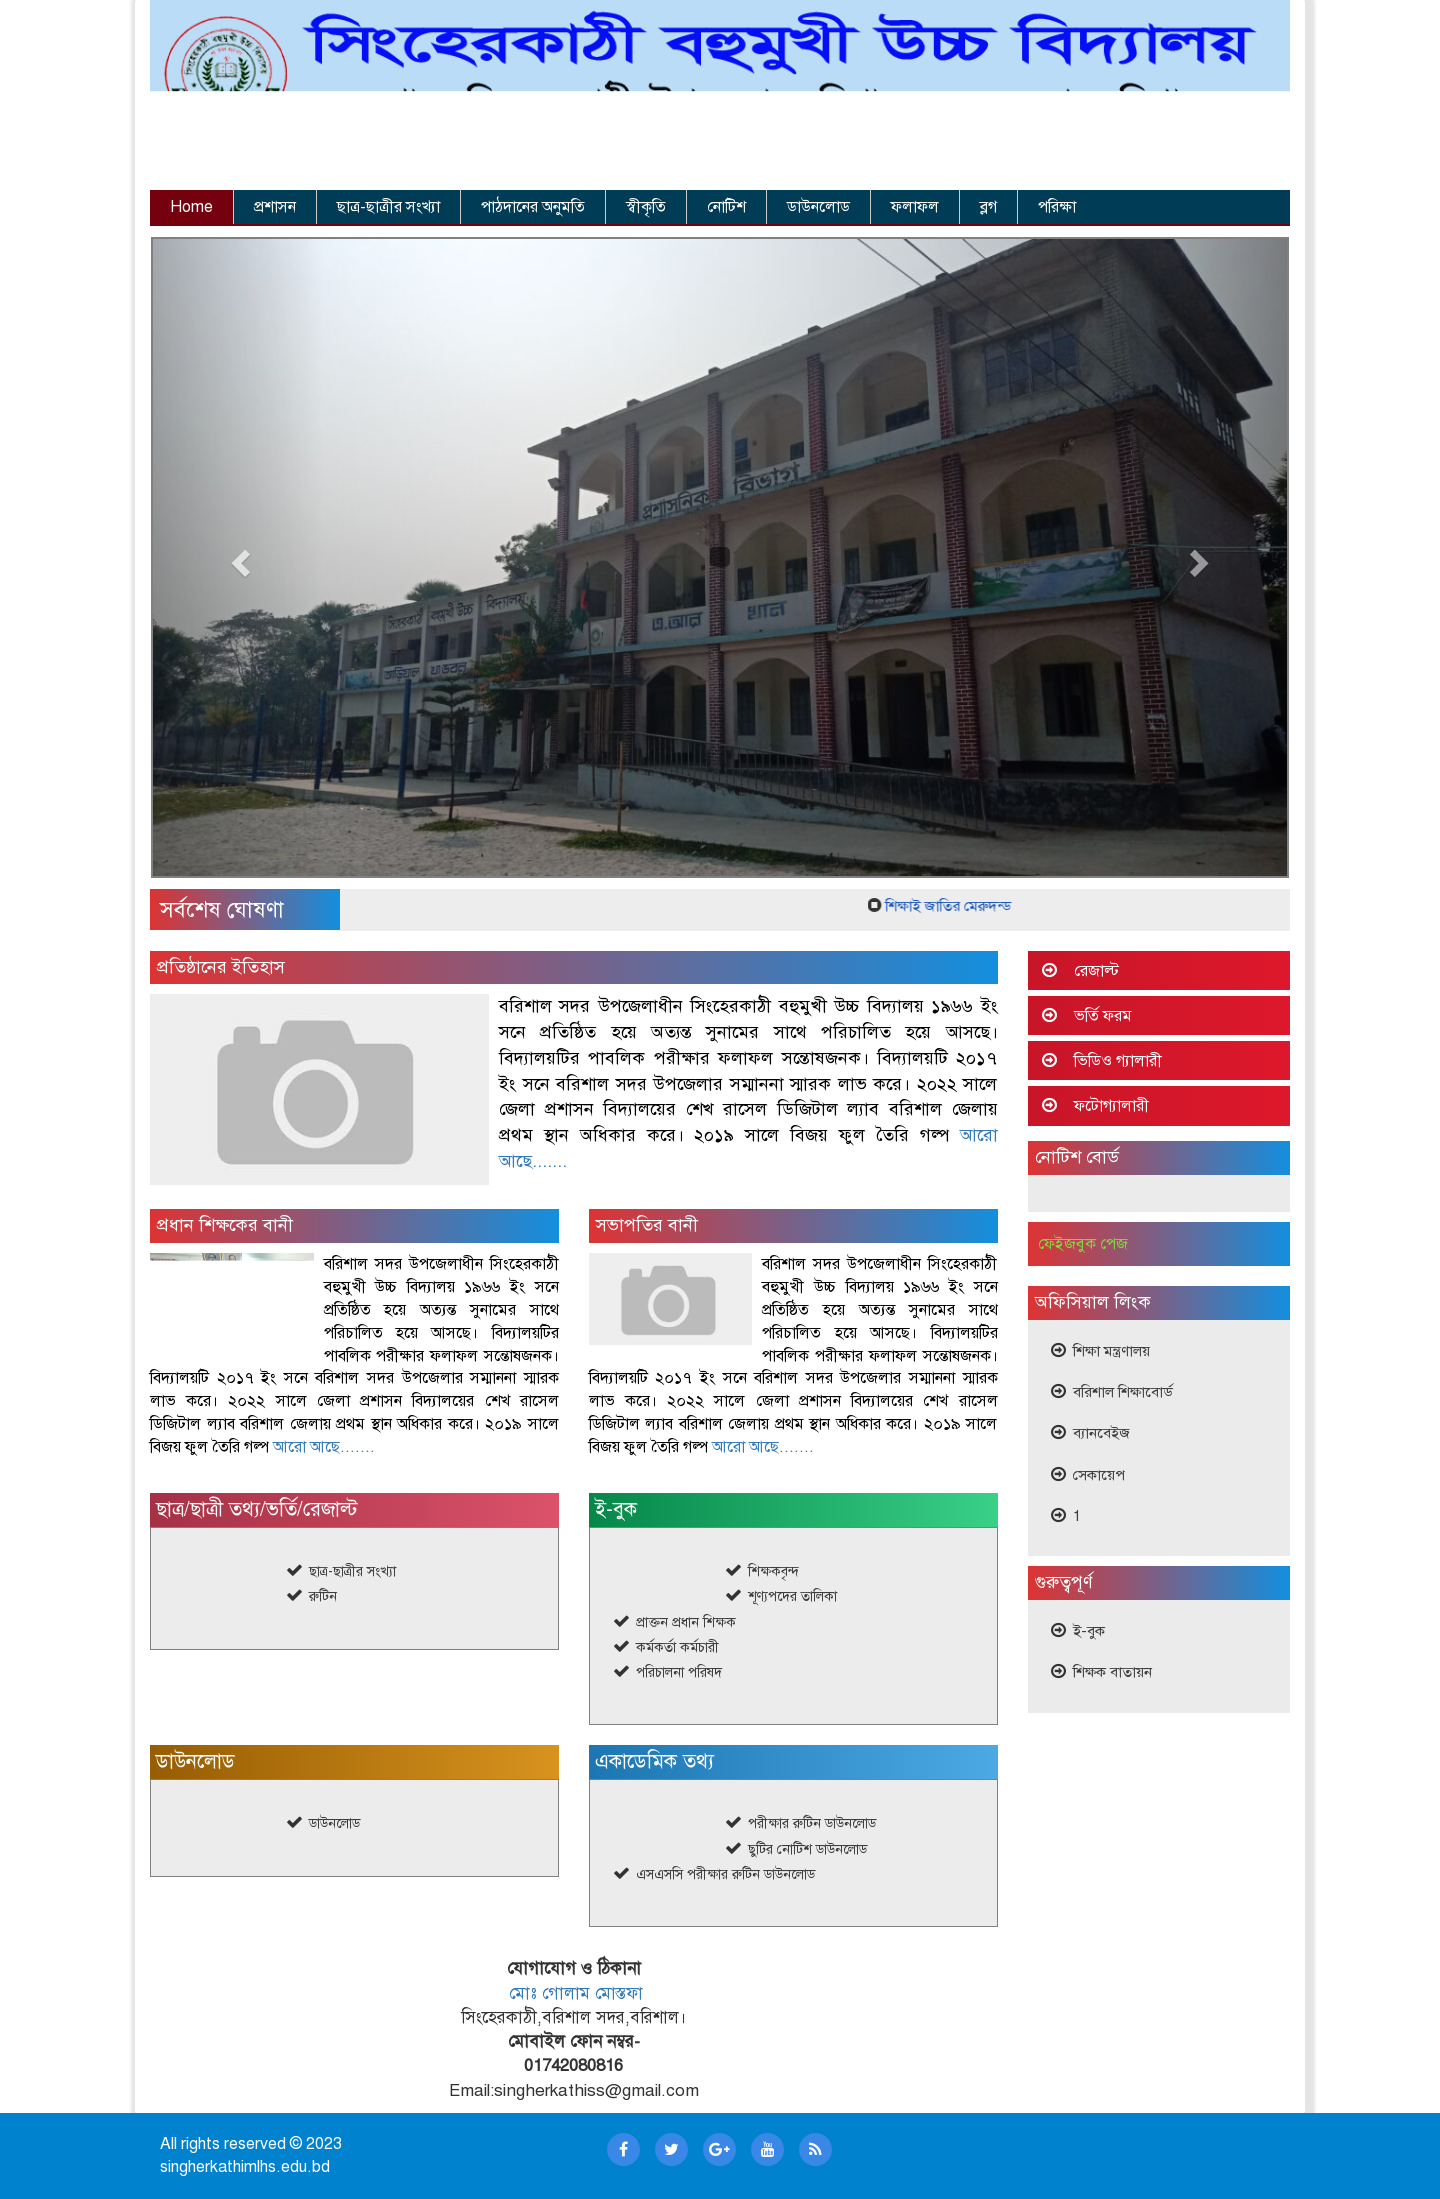 সিংহেরকাঠী বহুমুখী উচ্চ বিদ্যালয়
Home প্রশাসন ছাত্র-ছাত্রীর সংখ্যা পাঠদানের অনুমতি স্বীকৃতি নোটিশ ডাউনলোড ফলাফল ব্লগ পরিক্ষা
প্রশাসনিক বিভাগ
সিংহেরকাঠী বহুমুখী উচ্চ বিদ্যালয়
এ.আর খান
সর্বশেষ ঘোষণা
শিক্ষাই জাতির মেরুদন্ড
প্রতিষ্ঠানের ইতিহাস
বরিশাল সদর উপজেলাধীন সিংহেরকাঠী বহুমুখী উচ্চ বিদ্যালয় ১৯৬৬ ইং
সনে প্রতিষ্ঠিত হয়ে অত্যন্ত সুনামের সাথে পরিচালিত হয়ে আসছে।
বিদ্যালয়টির পাবলিক পরীক্ষার ফলাফল সন্তোষজনক। বিদ্যালয়টি ২০১৭
ইং সনে বরিশাল সদর উপজেলার সম্মাননা স্মারক লাভ করে। ২০২২ সালে
জেলা প্রশাসন বিদ্যালয়ের শেখ রাসেল ডিজিটাল ল্যাব বরিশাল জেলায়
প্রথম স্থান অধিকার করে। ২০১৯ সালে বিজয় ফুল তৈরি গল্প আরো
আছে.......
রেজাল্ট
ভর্তি ফরম
ভিডিও গ্যালারী
ফটোগ্যালারী
নোটিশ বোর্ড
ফেইজবুক পেজ
প্রধান শিক্ষকের বানী
বরিশাল সদর উপজেলাধীন সিংহেরকাঠী
বহুমুখী উচ্চ বিদ্যালয় ১৯৬৬ ইং সনে
প্রতিষ্ঠিত হয়ে অত্যন্ত সুনামের সাথে
পরিচালিত হয়ে আসছে। বিদ্যালয়টির
পাবলিক পরীক্ষার ফলাফল সন্তোষজনক।
বিদ্যালয়টি ২০১৭ ইং সনে বরিশাল সদর উপজেলার সম্মাননা স্মারক
লাভ করে। ২০২২ সালে জেলা প্রশাসন বিদ্যালয়ের শেখ রাসেল
ডিজিটাল ল্যাব বরিশাল জেলায় প্রথম স্থান অধিকার করে। ২০১৯ সালে
বিজয় ফুল তৈরি গল্প আরো আছে.......
সভাপতির বানী
বরিশাল সদর উপজেলাধীন সিংহেরকাঠী
বহুমুখী উচ্চ বিদ্যালয় ১৯৬৬ ইং সনে
প্রতিষ্ঠিত হয়ে অত্যন্ত সুনামের সাথে
পরিচালিত হয়ে আসছে। বিদ্যালয়টির
পাবলিক পরীক্ষার ফলাফল সন্তোষজনক।
বিদ্যালয়টি ২০১৭ ইং সনে বরিশাল সদর উপজেলার সম্মাননা স্মারক
লাভ করে। ২০২২ সালে জেলা প্রশাসন বিদ্যালয়ের শেখ রাসেল
ডিজিটাল ল্যাব বরিশাল জেলায় প্রথম স্থান অধিকার করে। ২০১৯ সালে
বিজয় ফুল তৈরি গল্প আরো আছে.......
অফিসিয়াল লিংক
শিক্ষা মন্ত্রণালয়
বরিশাল শিক্ষাবোর্ড
ব্যানবেইজ
সেকায়েপ
1
গুরুত্বপূর্ণ
ই-বুক
শিক্ষক বাতায়ন
ছাত্র/ছাত্রী তথ্য/ভর্তি/রেজাল্ট
ছাত্র-ছাত্রীর সংখ্যা
রুটিন
ই-বুক
শিক্ষকবৃন্দ
শূণ্যপদের তালিকা
প্রাক্তন প্রধান শিক্ষক
কর্মকর্তা কর্মচারী
পরিচালনা পরিষদ
ডাউনলোড
ডাউনলোড
একাডেমিক তথ্য
পরীক্ষার রুটিন ডাউনলোড
ছুটির নোটিশ ডাউনলোড
এসএসসি পরীক্ষার রুটিন ডাউনলোড
যোগাযোগ ও ঠিকানা
মোঃ গোলাম মোস্তফা
সিংহেরকাঠী,বরিশাল সদর,বরিশাল।
মোবাইল ফোন নম্বর-
01742080816
Email:singherkathiss@gmail.com
All rights reserved © 2023
singherkathimlhs.edu.bd